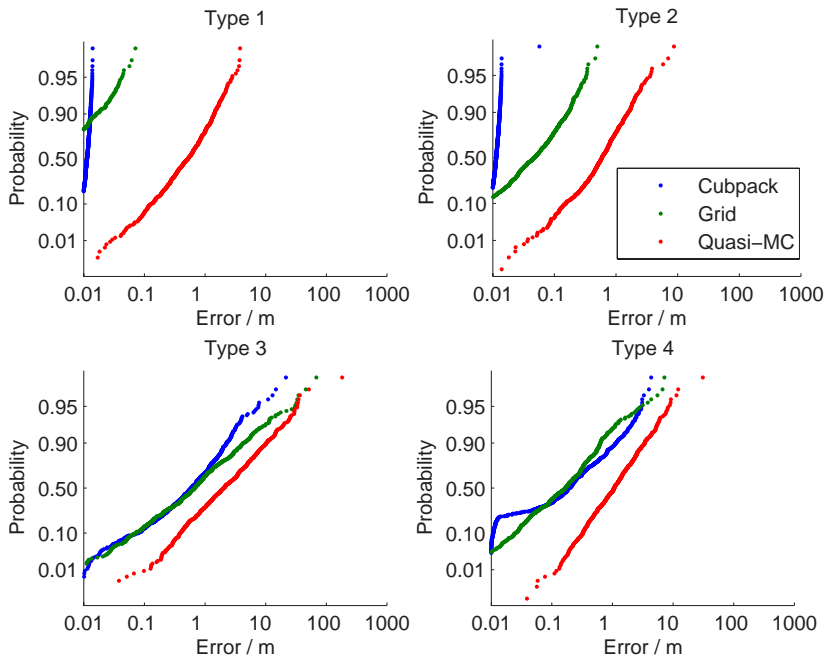 Type 1
Probability
0.95
0.90
0.50
0.10
0.01
0.01 0.1 1 10 100 1000
Error / m
Type 2
Probability
0.95
0.90
0.50
0.10
0.01
Cubpack
Grid
Quasi−MC
0.01 0.1 1 10 100 1000
Error / m
Type 3
Probability
0.95
0.90
0.50
0.10
0.01
0.01 0.1 1 10 100 1000
Error / m
Type 4
Probability
0.95
0.90
0.50
0.10
0.01
0.01 0.1 1 10 100 1000
Error / m